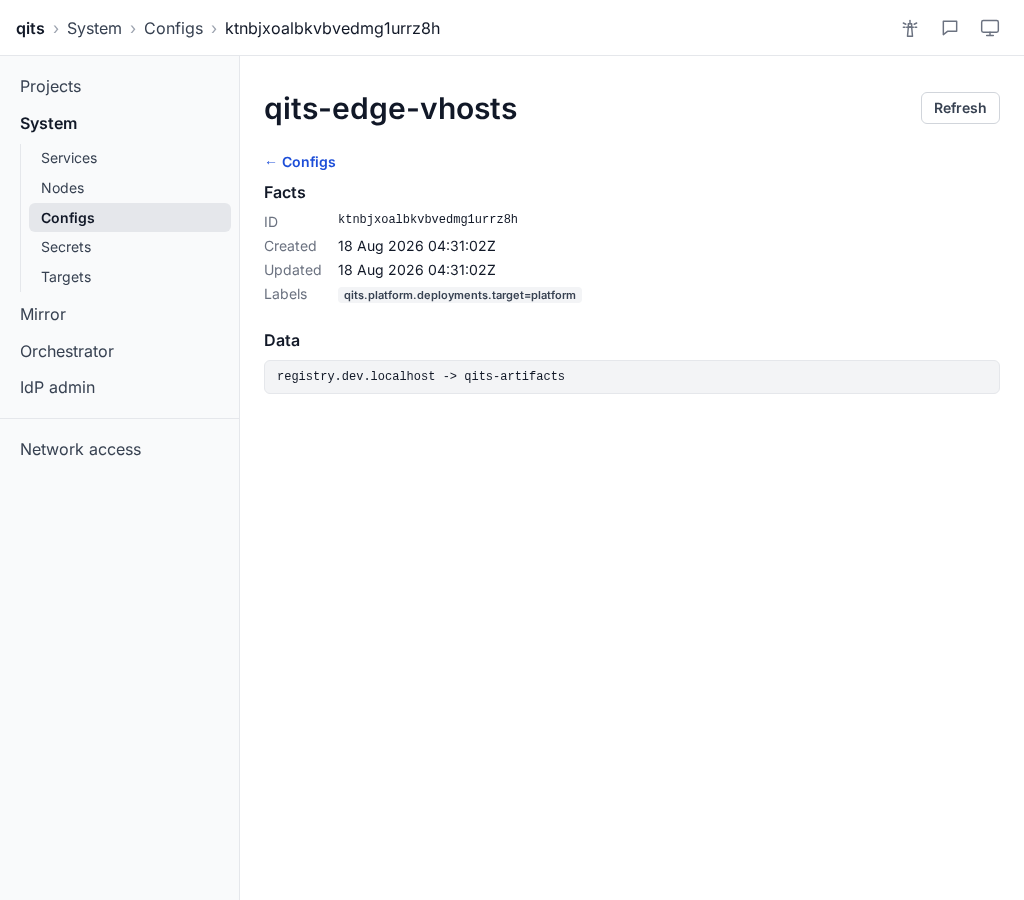 qits › System › Configs › ktnbjxoalbkvbvedmg1urrz8h
Projects
System
Services
Nodes
Configs
Secrets
Targets
Mirror
Orchestrator
IdP admin
Network access
qits-edge-vhosts
Refresh
← Configs
Facts
ID ktnbjxoalbkvbvedmg1urrz8h
Created 18 Aug 2026 04:31:02Z
Updated 18 Aug 2026 04:31:02Z
Labels qits.platform.deployments.target=platform
Data
registry.dev.localhost -> qits-artifacts